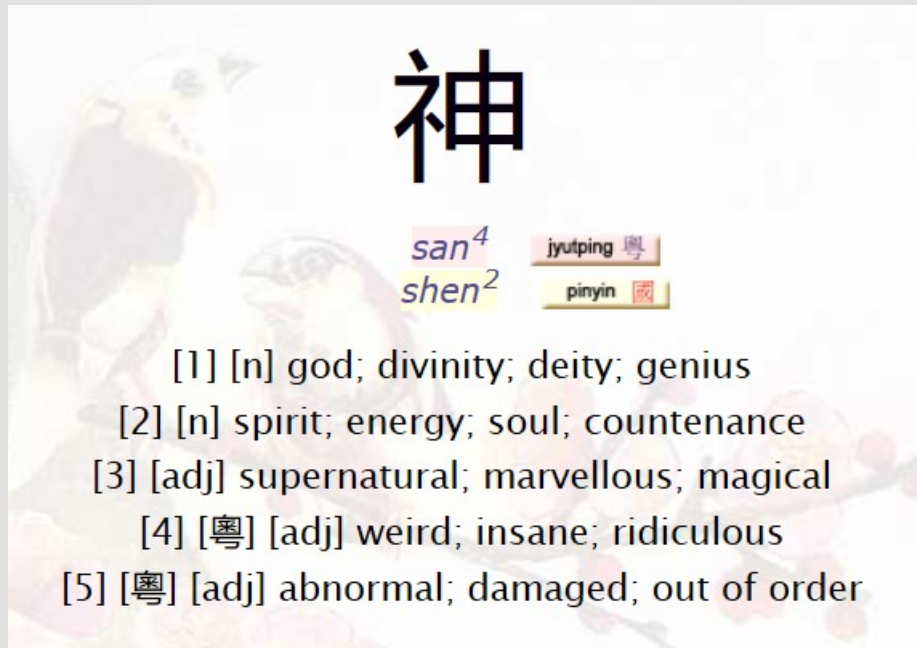 神
san4 jyutping 粵
shen2 pinyin 國
[1] [n] god; divinity; deity; genius
[2] [n] spirit; energy; soul; countenance
[3] [adj] supernatural; marvellous; magical
[4] [粵] [adj] weird; insane; ridiculous
[5] [粵] [adj] abnormal; damaged; out of order